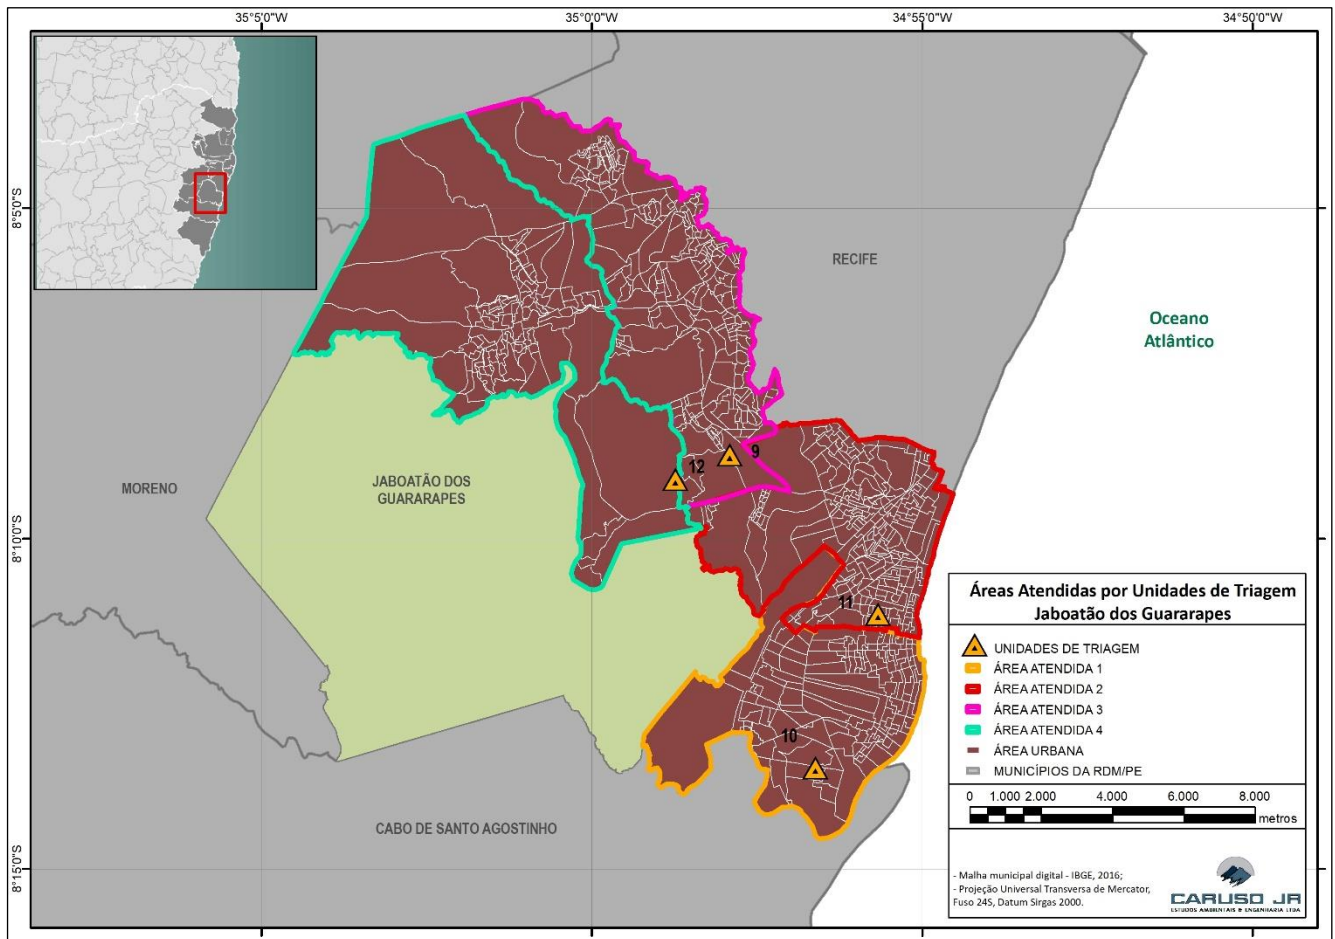 35°5'0"W
35°0'0"W
34°55'0"W
34°50'0"W
8°5'0"S
RECIFE
Oceano
Atlântico
9
12
MORENO
JABOATÃO DOS
GUARARAPES
8°10'0"S
11
10
CABO DE SANTO AGOSTINHO
8°15'0"S
Áreas Atendidas por Unidades de Triagem
Jaboatão dos Guararapes
UNIDADES DE TRIAGEM
ÁREA ATENDIDA 1
ÁREA ATENDIDA 2
ÁREA ATENDIDA 3
ÁREA ATENDIDA 4
ÁREA URBANA
MUNICÍPIOS DA RDM/PE
0 1.000 2.000 4.000 6.000 8.000
metros
- Malha municipal digital - IBGE, 2016;
- Projeção Universal Transversa de Mercator,
Fuso 24S, Datum Sirgas 2000.
CARUSO JR
ESTUDOS AMBIENTAIS & ENGENHARIA LTDA